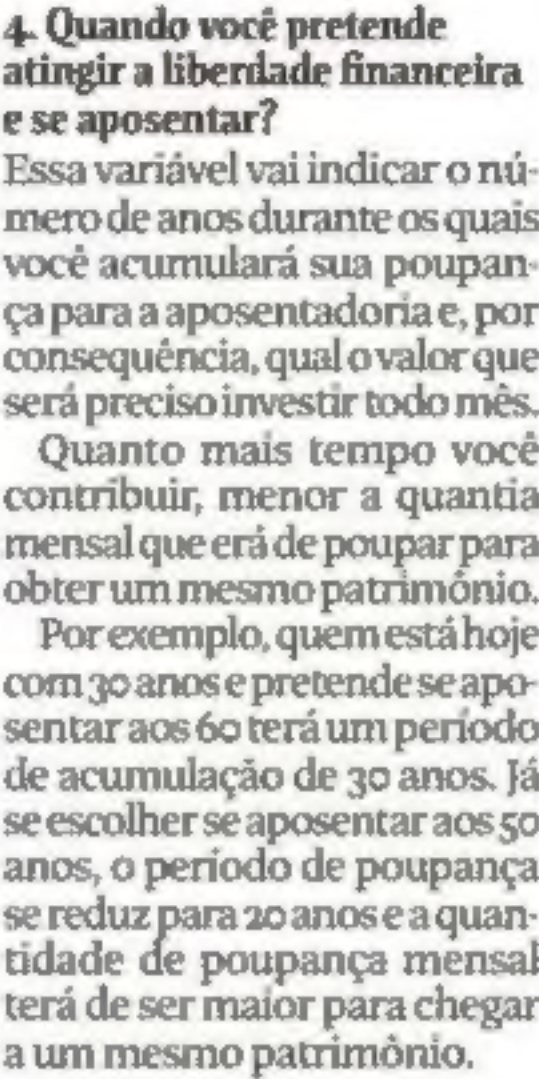 4. Quando você pretende
atingir a liberdade financeira
e se aposentar?
Essa variável vai indicar o nú-
mero de anos durante os quais
você acumulará sua poupan-
ça para a aposentadoria e, por
consequência, qual o valor que
será preciso investir todo mês.
Quanto mais tempo você
contribuir, menor a quantia
mensal que erá de poupar para
obter um mesmo patrimônio.
Por exemplo, quem está hoje
com 30 anos e pretende se apo-
sentar aos 60 terá um período
de acumulação de 30 anos. Já
se escolher se aposentar aos 50
anos, o período de poupança
se reduz para 20 anos e a quan-
tidade de poupança mensal
terá de ser maior para chegar
a um mesmo patrimônio.